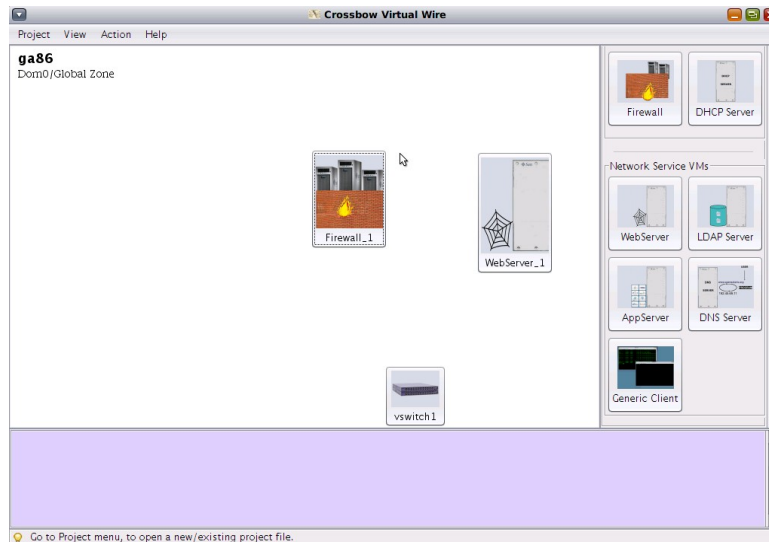 Crossbow Virtual Wire
Project View Action Help
ga86
Dom0/Global Zone
Firewall_1
WebServer_1
vswitch1
Firewall
DHCP Server
Network Service VMs
WebServer
LDAP Server
AppServer
DNS Server
Generic Client
Go to Project menu, to open a new/existing project file.